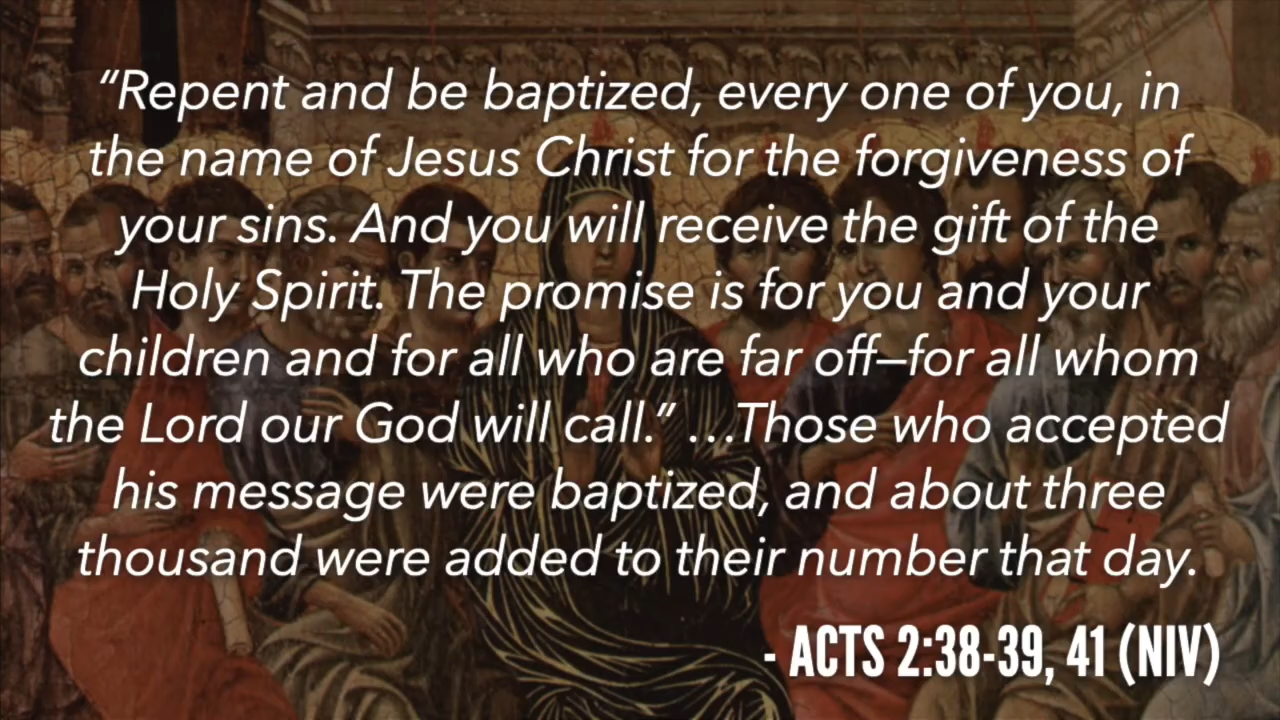 “Repent and be baptized, every one of you, in
the name of Jesus Christ for the forgiveness of
your sins. And you will receive the gift of the
Holy Spirit. The promise is for you and your
children and for all who are far off—for all whom
the Lord our God will call.” …Those who accepted
his message were baptized, and about three
thousand were added to their number that day.
- ACTS 2:38-39, 41 (NIV)